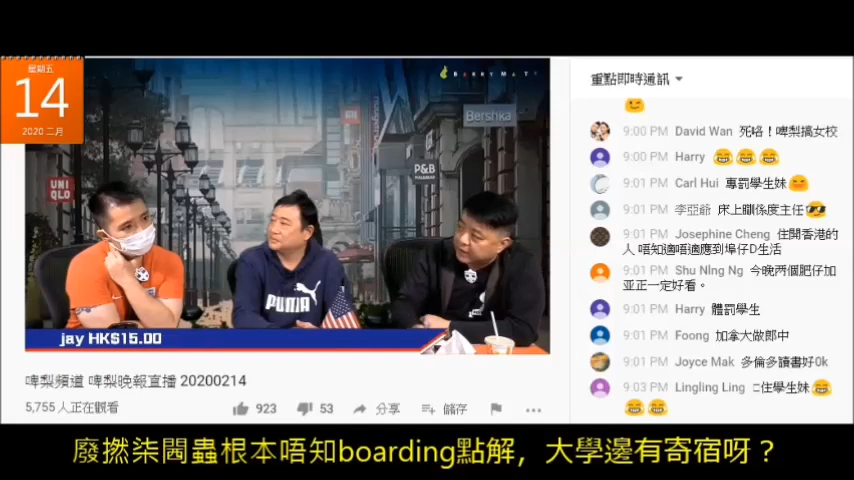 星期五
14
2020 二月
BARRYMATT
Bershka
UNIQLO
P&B
PUMA
jay HK$15.00
啤梨頻道 啤梨晚報直播 20200214
5,755 人正在觀看
923
53
分享
儲存
重點即時通訊
9:00 PM David Wan 死咯！啤梨搞女校
9:00 PM Harry 😂😂😂
9:01 PM Carl Hui 專罰學生妹
9:01 PM 李亞爺 床上瞓係度主任😎
9:01 PM Josephine Cheng 住開香港的
人 唔知適唔適應到埠仔D生活
9:01 PM Shu NIng Ng 今晚两個肥仔加
亚正一定好看。
9:01 PM Harry 體罰學生
9:01 PM Foong 加拿大做郎中
9:01 PM Joyce Mak 多倫多讀書好0k
9:03 PM Lingling Ling 住學生妹😂
😂😂
廢撚柒閪蟲根本唔知boarding點解，大學邊有寄宿呀？